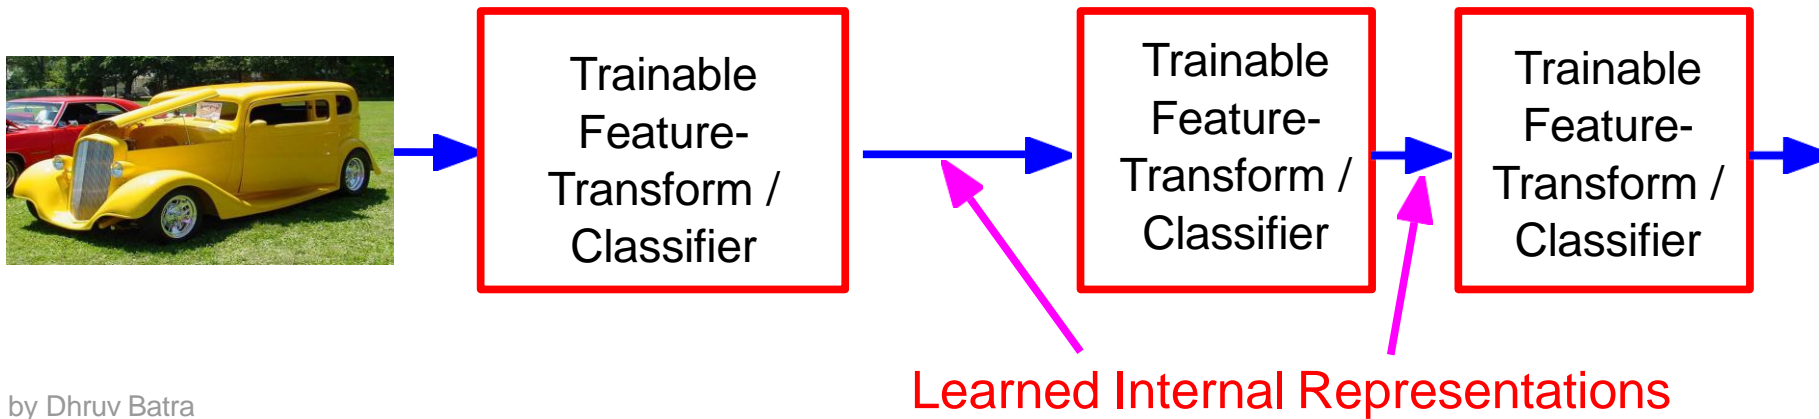 Trainable
Feature-
Transform /
Classifier
Trainable
Feature-
Transform /
Classifier
Trainable
Feature-
Transform /
Classifier
Learned Internal Representations
by Dhruv Batra